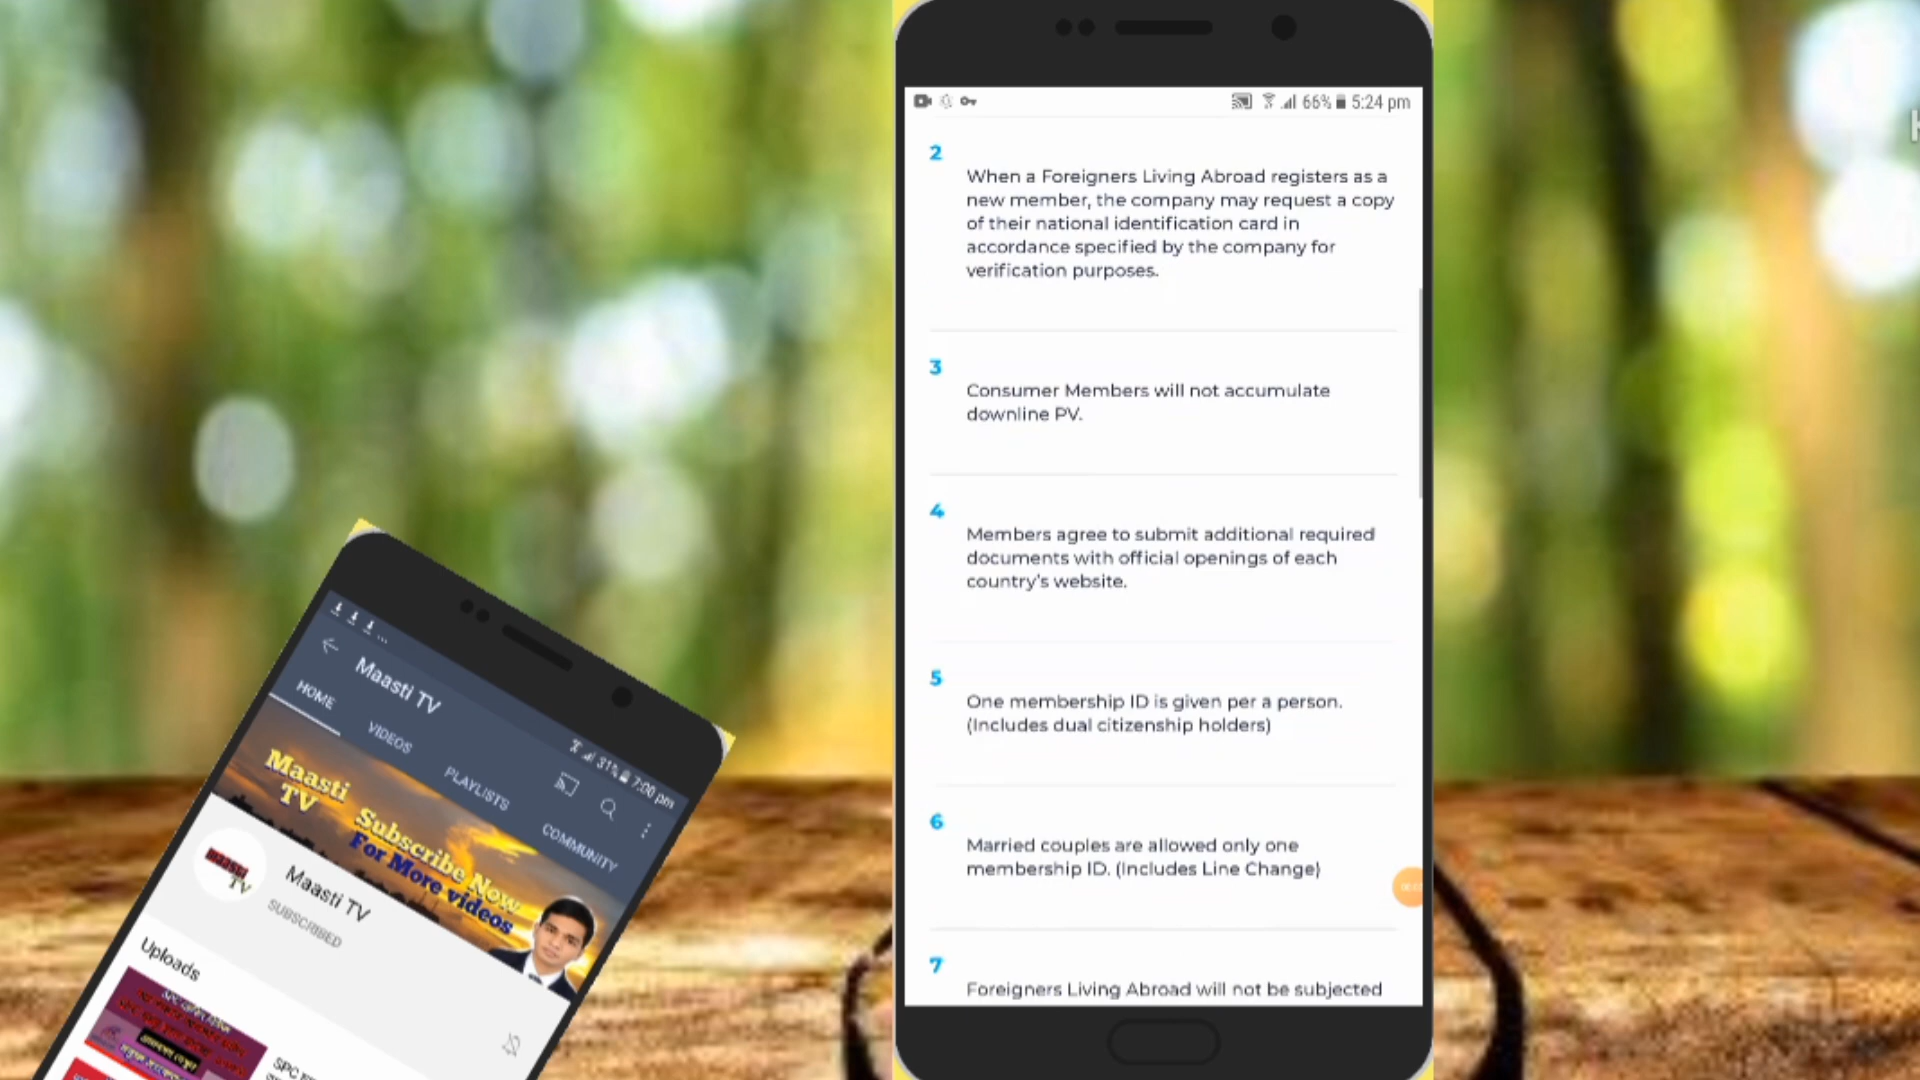 66% 5:24 pm
2
When a Foreigners Living Abroad registers as a
new member, the company may request a copy
of their national identification card in
accordance specified by the company for
verification purposes.
3
Consumer Members will not accumulate
downline PV.
4
Members agree to submit additional required
documents with official openings of each
country's website.
5
One membership ID is given per a person.
(Includes dual citizenship holders)
6
Married couples are allowed only one
membership ID. (Includes Line Change)
7
Foreigners Living Abroad will not be subjected
31% 7:00 pm
Maasti TV
HOME
VIDEOS
PLAYLISTS
COMMUNITY
Maasti
TV
Subscribe Now
For More videos
maasti
TV
Maasti TV
SUBSCRIBED
Uploads
SPC